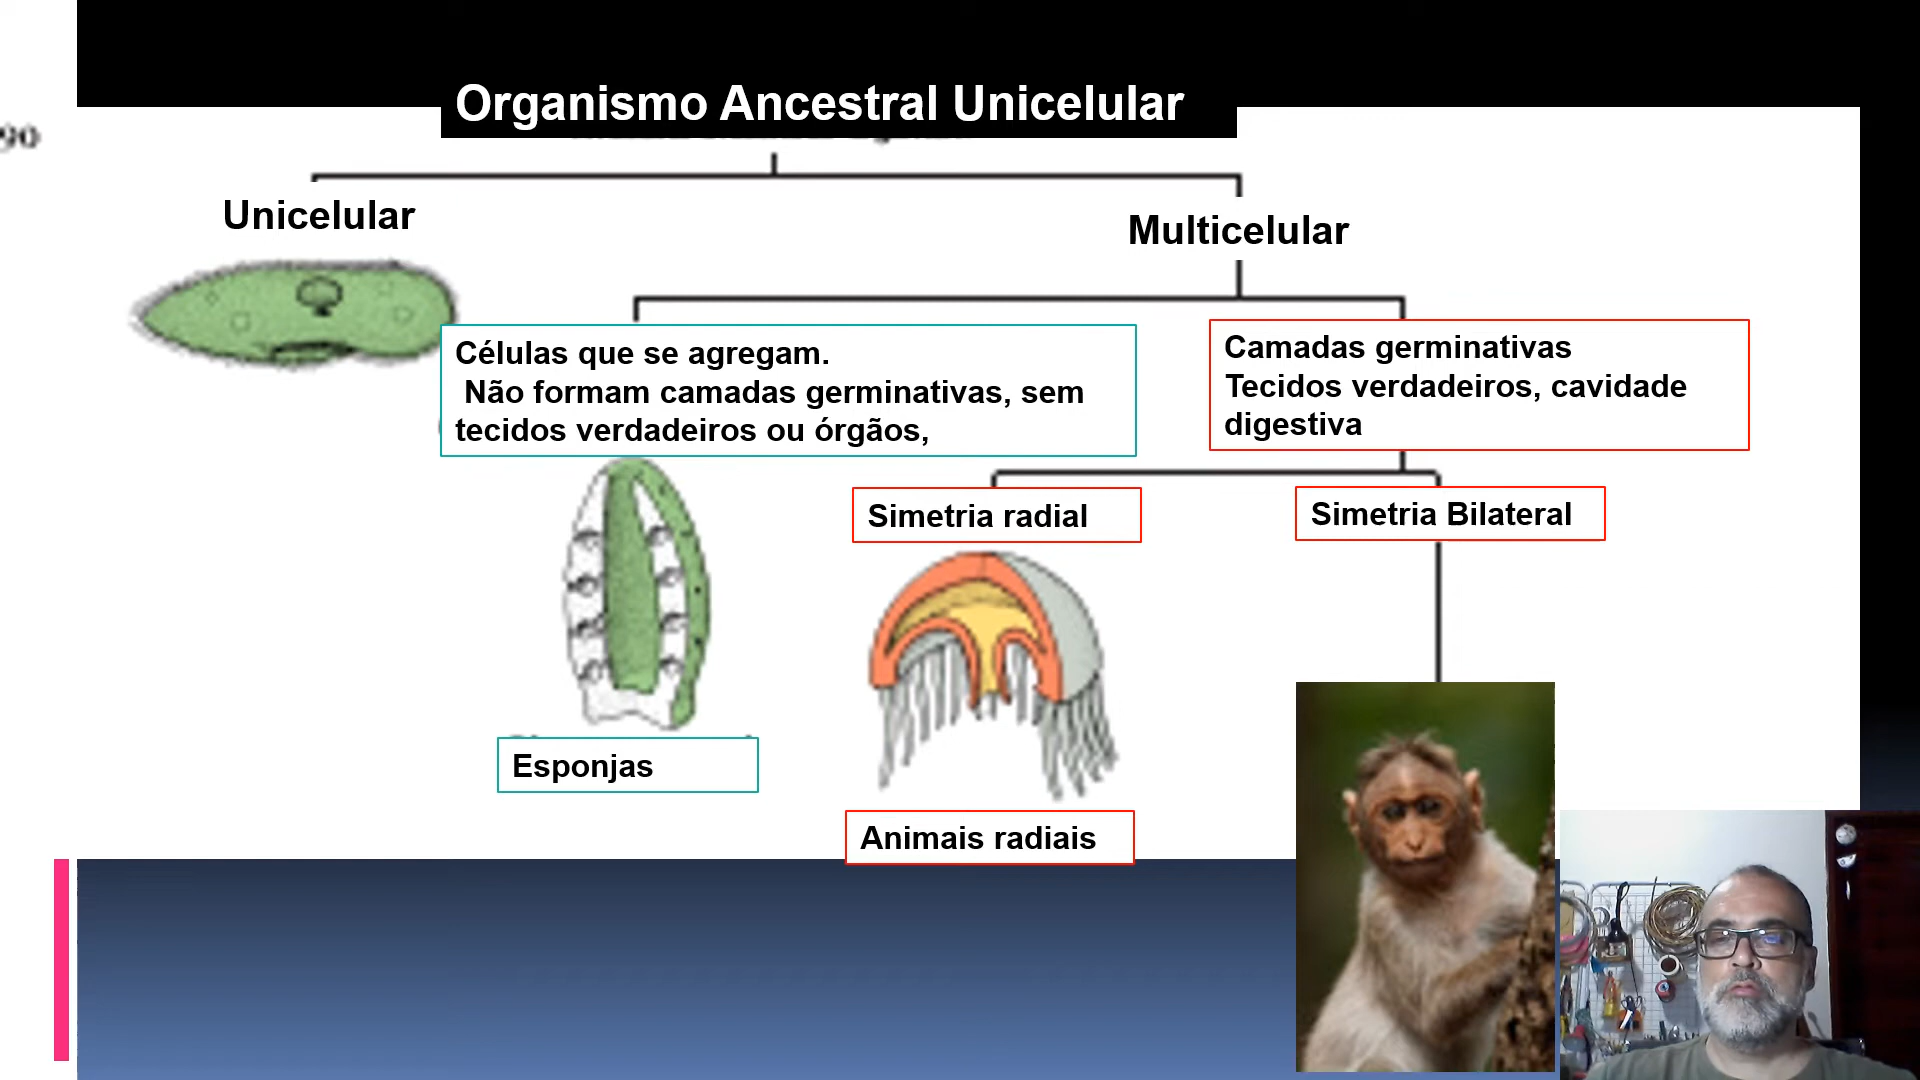 Organismo Ancestral Unicelular
90
Unicelular
Multicelular
Células que se agregam.
Não formam camadas germinativas, sem
tecidos verdadeiros ou órgãos,
Camadas germinativas
Tecidos verdadeiros, cavidade
digestiva
Simetria radial
Simetria Bilateral
Esponjas
Animais radiais